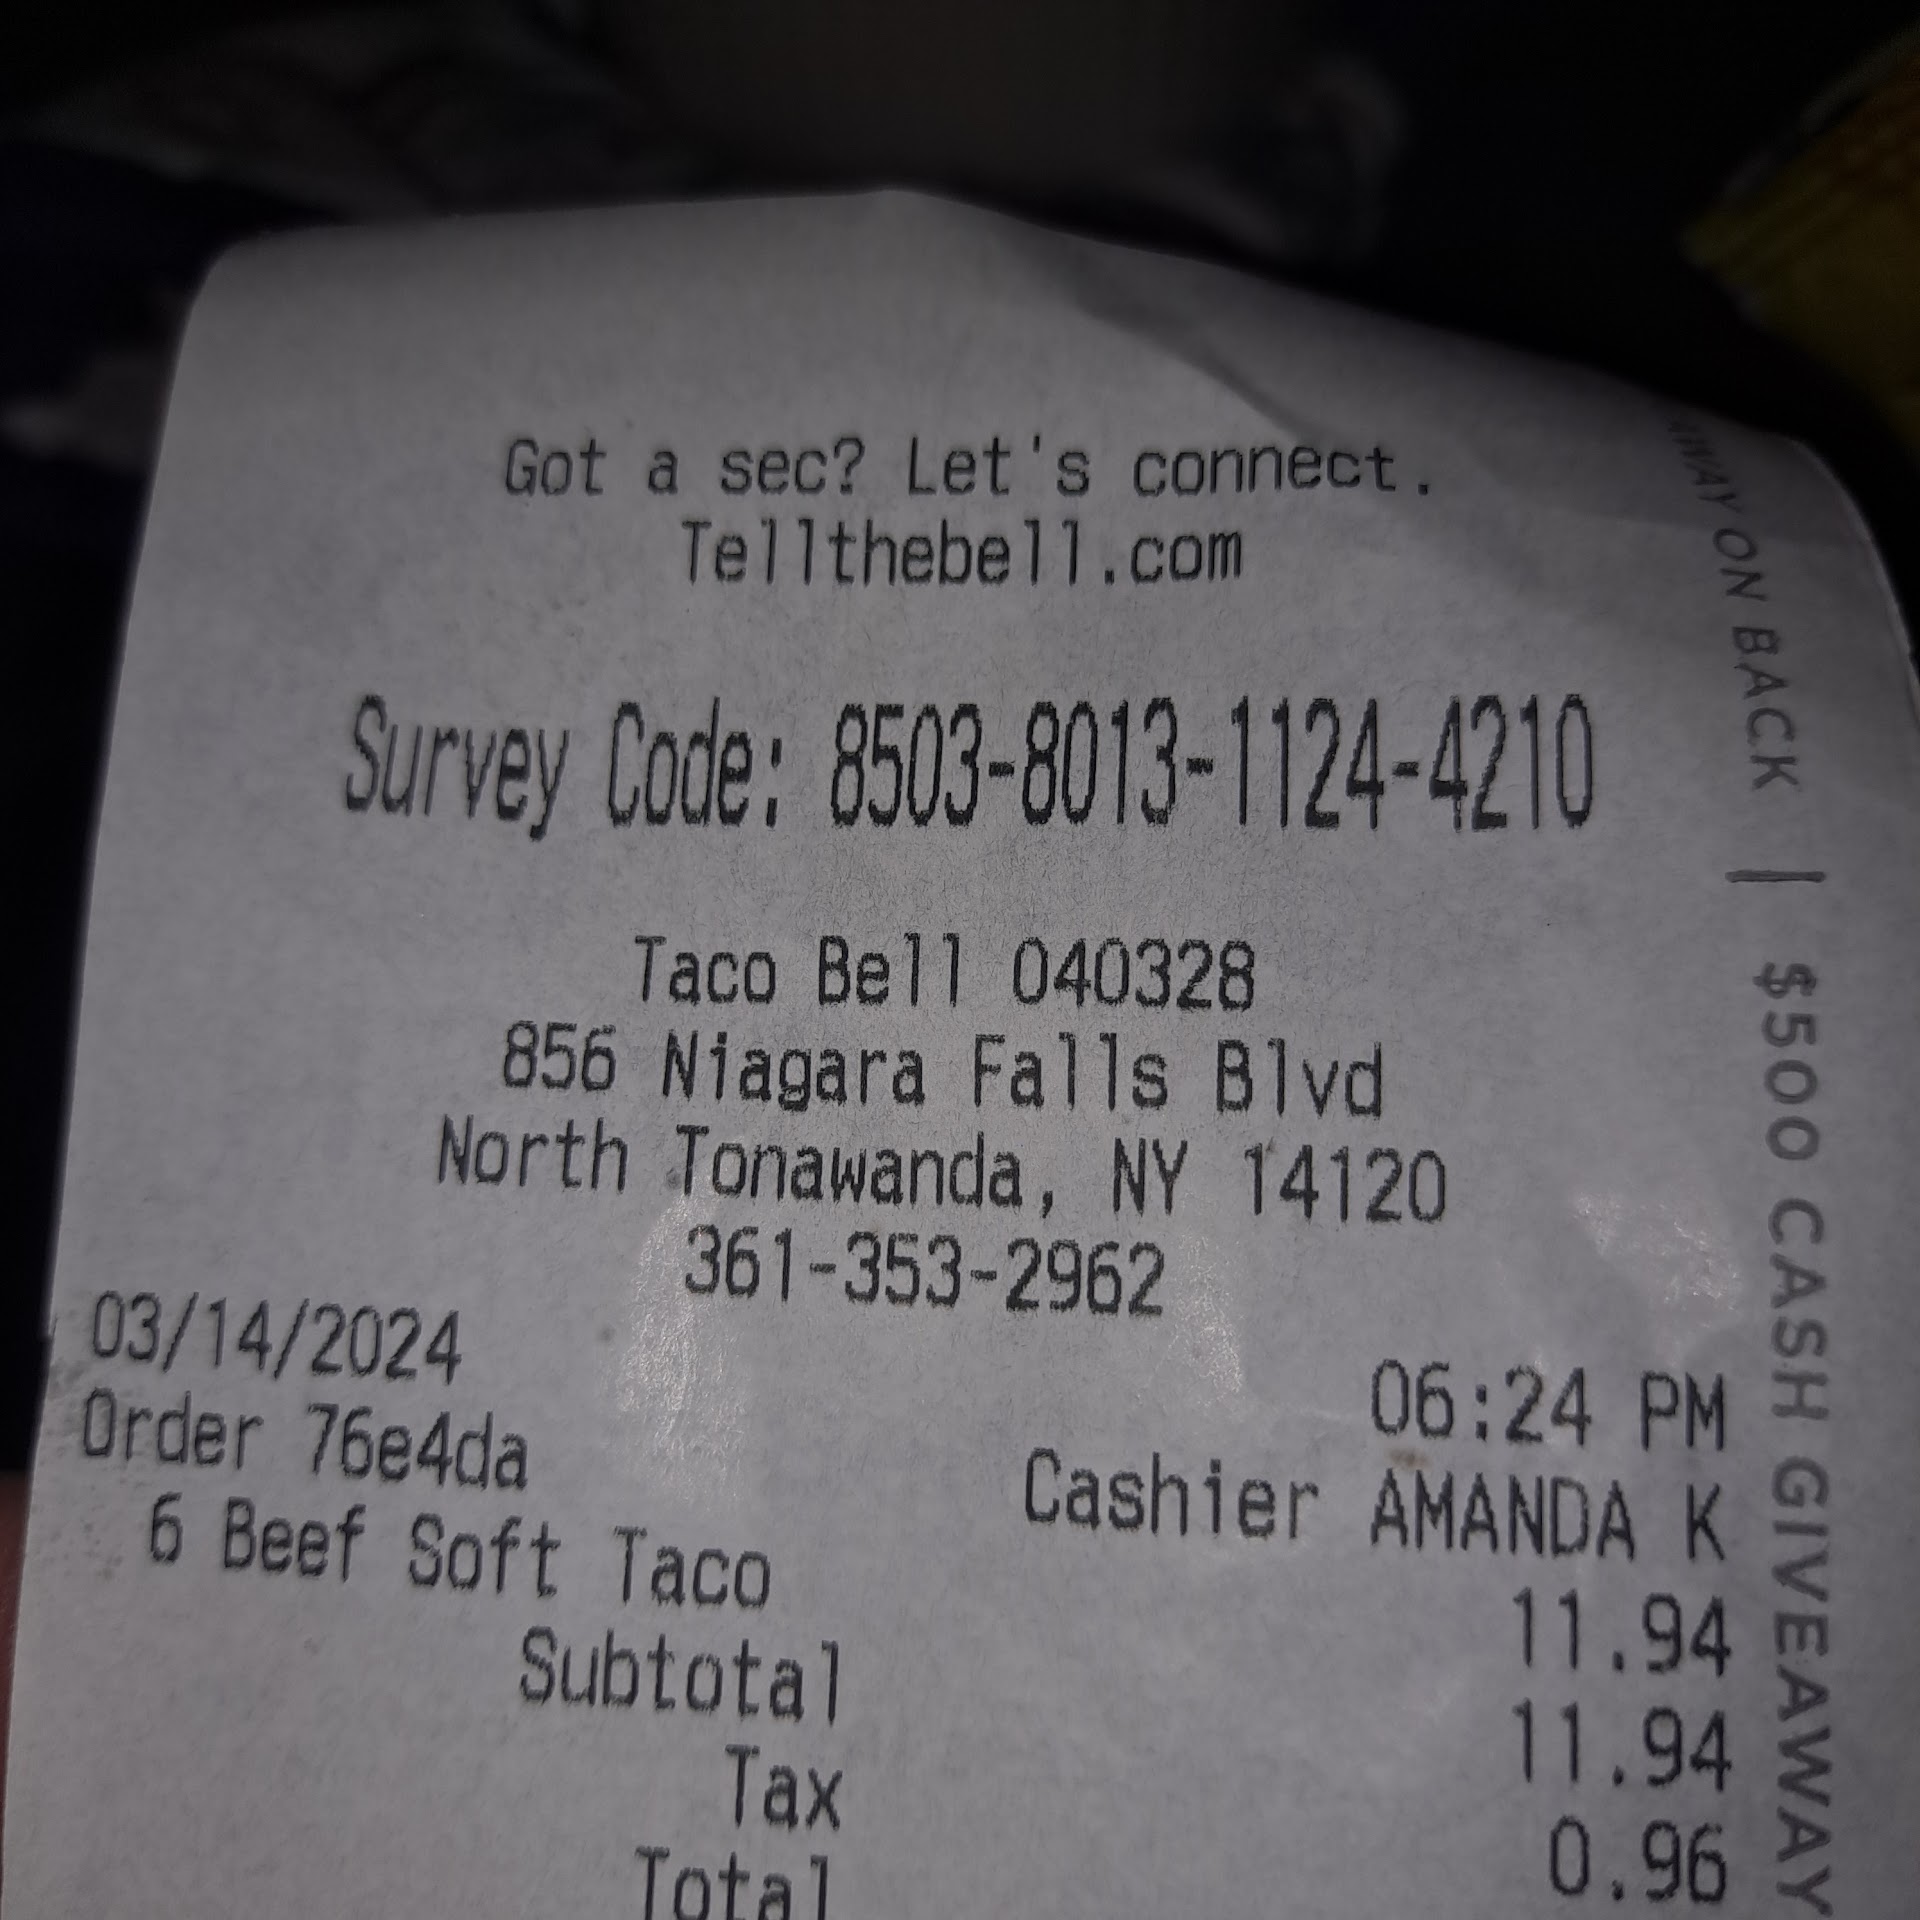 Got a sec? Let's connect.
Tellthebell.com
Survey Code: 8503-8013-1124-4210
Taco Bell 040328
856 Niagara Falls Blvd
North Tonawanda, NY 14120
361-353-2962
03/14/2024 06:24 PM
Order 76e4da Cashier AMANDA K
6 Beef Soft Taco 11.94
Subtotal 11.94
Tax 0.96
Total
ON BACK | $500 CASH GIVEAWAY